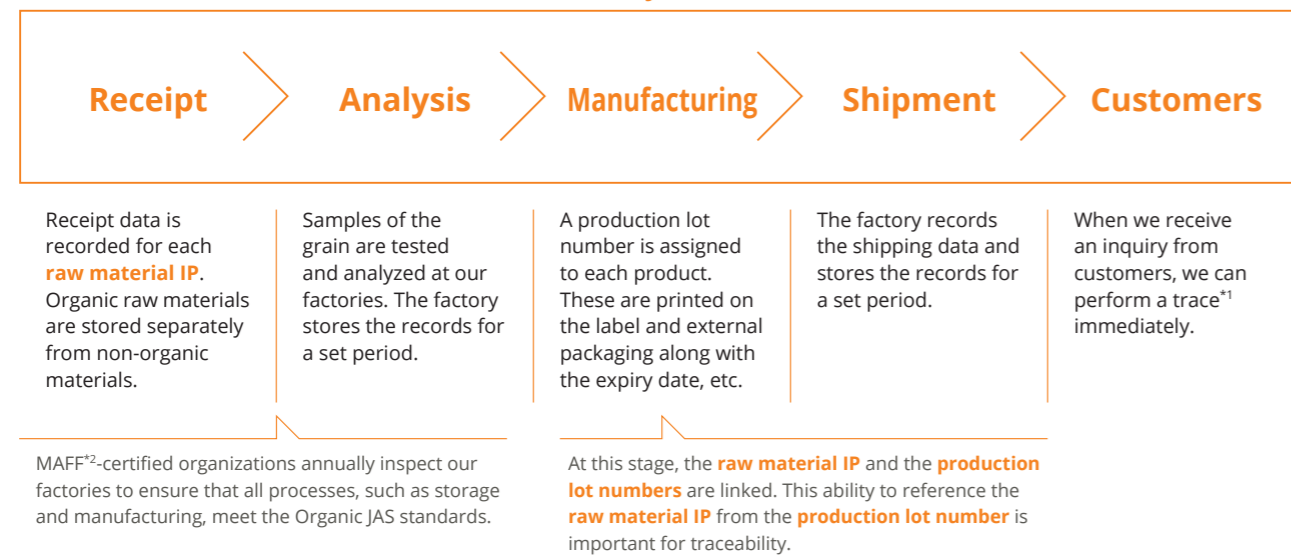 Receipt
Analysis
Manufacturing
Shipment
Customers
Receipt data is
recorded for each
raw material IP.
Organic raw materials
are stored separately
from non-organic
materials.
Samples of the
grain are tested
and analyzed at our
factories. The factory
stores the records for
a set period.
A production lot
number is assigned
to each product.
These are printed on
the label and external
packaging along with
the expiry date, etc.
The factory records
the shipping data and
stores the records for
a set period.
When we receive
an inquiry from
customers, we can
perform a trace*1
immediately.
MAFF*2-certified organizations annually inspect our
factories to ensure that all processes, such as storage
and manufacturing, meet the Organic JAS standards.
At this stage, the raw material IP and the production
lot numbers are linked. This ability to reference the
raw material IP from the production lot number is
important for traceability.